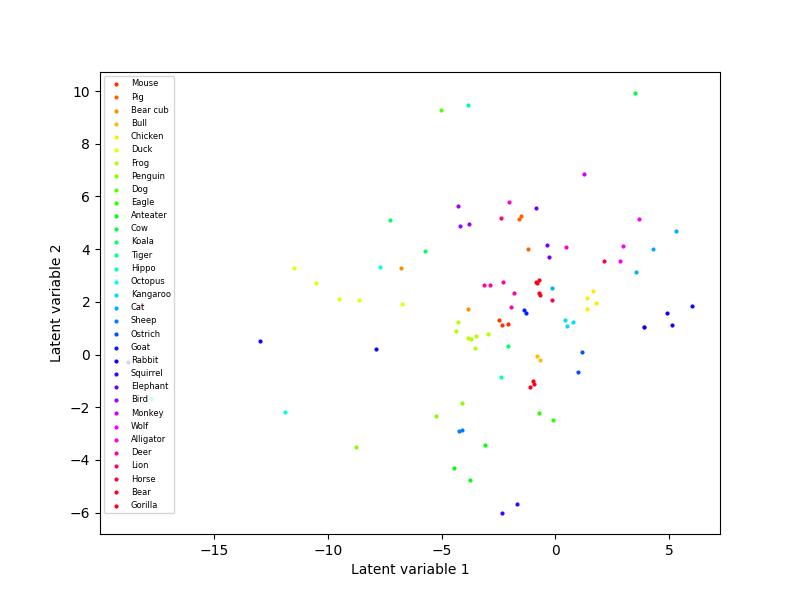 10
8
6
4
2
0
−2
−4
−6
Latent variable 2
Mouse
Pig
Bear cub
Bull
Chicken
Duck
Frog
Penguin
Dog
Eagle
Anteater
Cow
Koala
Tiger
Hippo
Octopus
Kangaroo
Cat
Sheep
Ostrich
Goat
Rabbit
Squirrel
Elephant
Bird
Monkey
Wolf
Alligator
Deer
Lion
Horse
Bear
Gorilla
−15 −10 −5 0 5
Latent variable 1